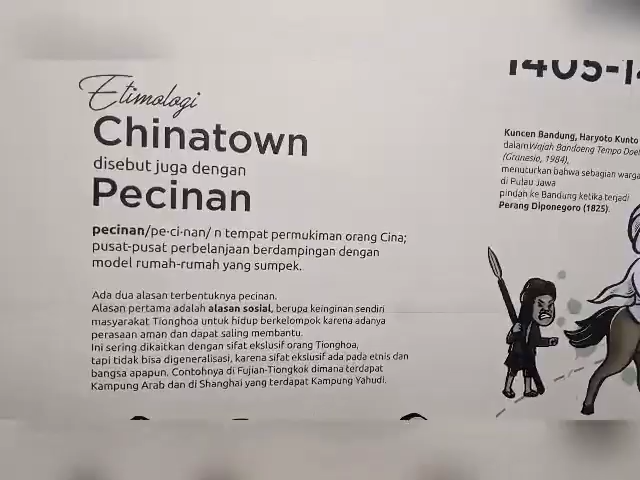 Etimologi
Chinatown
disebut juga dengan
Pecinan
pecinan/pe·ci·nan/ n tempat permukiman orang Cina;
pusat-pusat perbelanjaan berdampingan dengan
model rumah-rumah yang sumpek.
Ada dua alasan terbentuknya pecinan.
Alasan pertama adalah alasan sosial, berupa keinginan sendiri
masyarakat Tionghoa untuk hidup berkelompok karena adanya
perasaan aman dan dapat saling membantu.
Ini sering dikaitkan dengan sifat ekslusif orang Tionghoa,
tapi tidak bisa digeneralisasi, karena sifat ekslusif ada pada etnis dan
bangsa apapun. Contohnya di Fujian-Tiongkok dimana terdapat
Kampung Arab dan di Shanghai yang terdapat Kampung Yahudi.
1405-1
Kuncen Bandung, Haryoto Kunto
dalam Wajah Bandoeng Tempo Doel
(Granesia, 1984),
menuturkan bahwa sebagian warga
di Pulau Jawa
pindah ke Bandung ketika terjadi
Perang Diponegoro (1825).